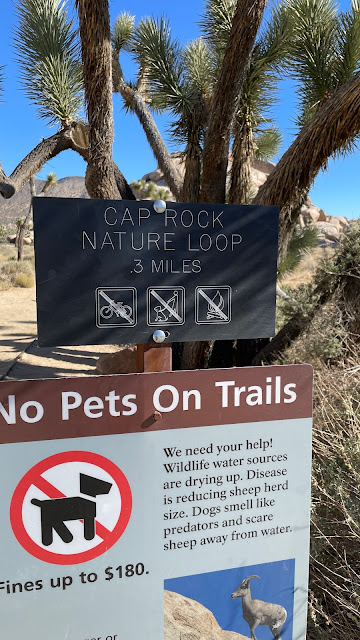 CAP ROCK
NATURE LOOP
.3 MILES
No Pets On Trails
We need your help!
Wildlife water sources
are drying up. Disease
is reducing sheep herd
size. Dogs smell like
predators and scare
sheep away from water.
Fines up to $180.
or